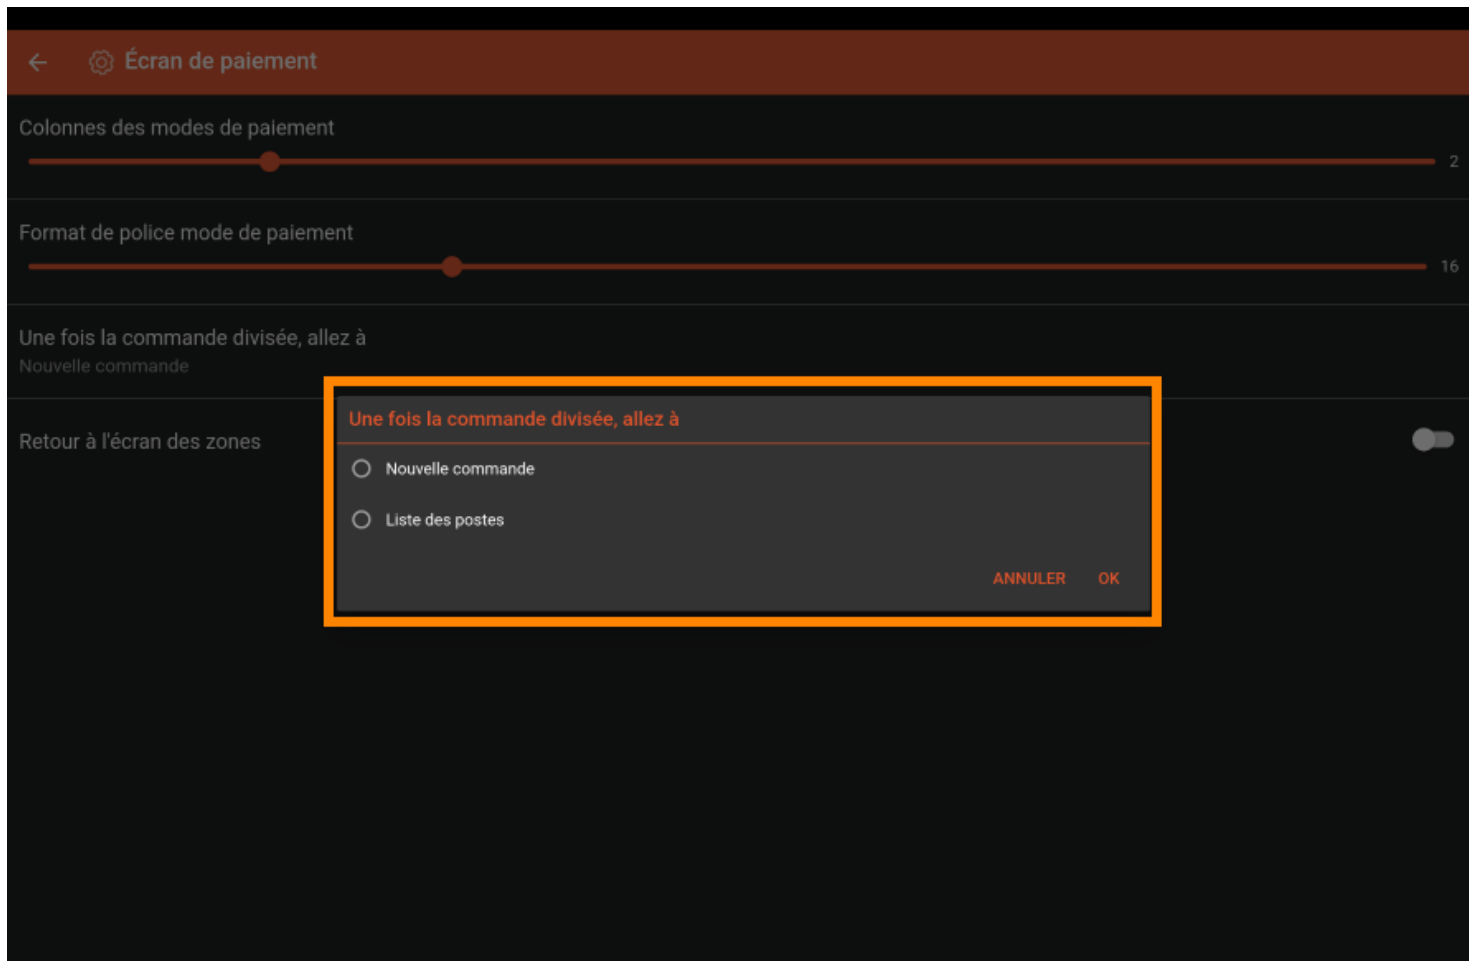 Écran de paiement
Colonnes des modes de paiement
2
Format de police mode de paiement
16
Une fois la commande divisée, allez à
Nouvelle commande
Retour à l'écran des zones
Une fois la commande divisée, allez à
Nouvelle commande
Liste des postes
ANNULER OK